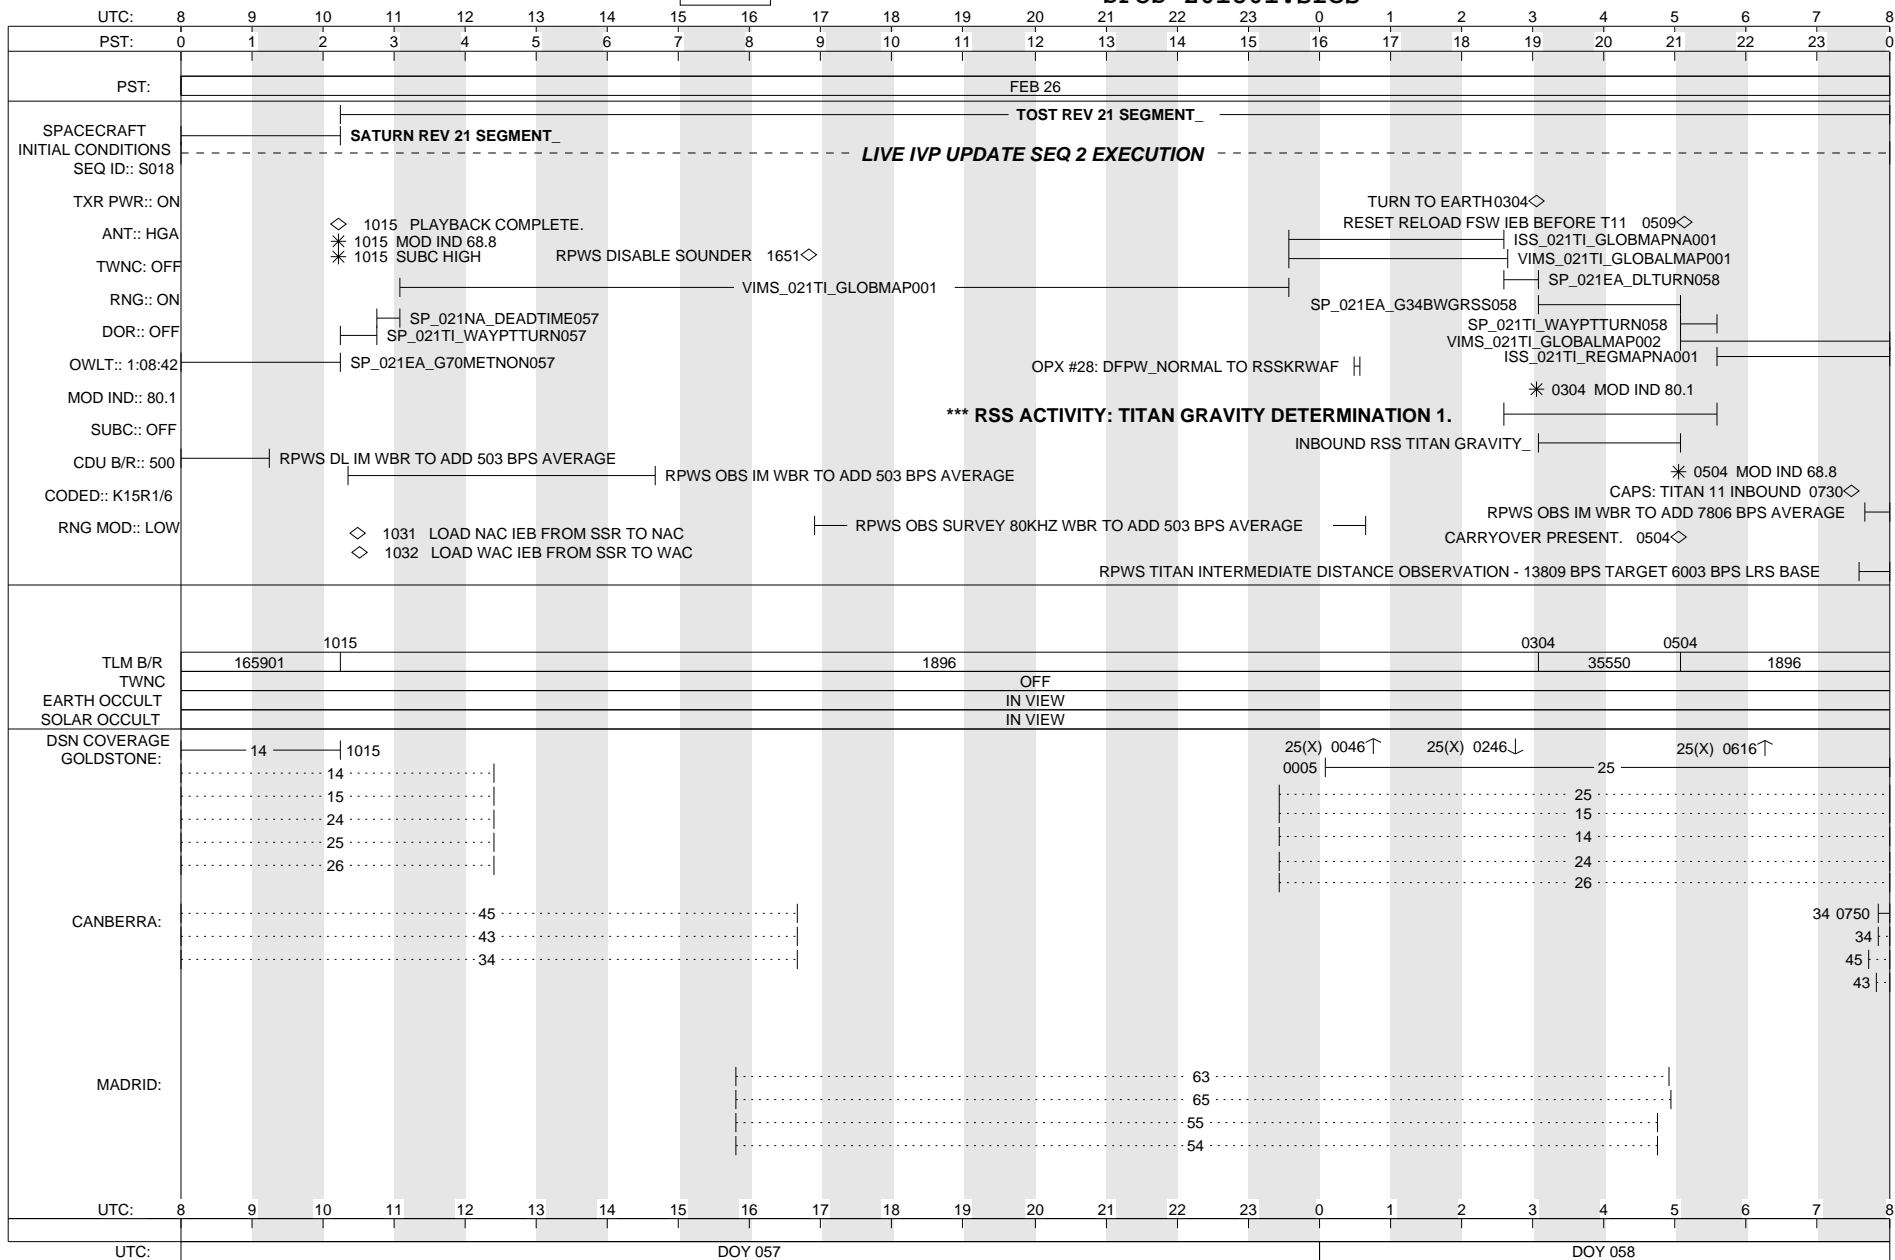 UTC: 8 9 10 11 12 13 14 15 16 17 18 19 20 21 22 23 0 1 2 3 4 5 6 7 8
PST: 0 1 2 3 4 5 6 7 8 9 10 11 12 13 14 15 16 17 18 19 20 21 22 23 0
PST: FEB 26
TOST REV 21 SEGMENT_
SPACECRAFT
SATURN REV 21 SEGMENT_
INITIAL CONDITIONS
LIVE IVP UPDATE SEQ 2 EXECUTION
SEQ ID:: S018
TXR PWR:: ON
TURN TO EARTH0304
1015 PLAYBACK COMPLETE.
RESET RELOAD FSW IEB BEFORE T11 0509
ANT:: HGA
1015 MOD IND 68.8
ISS_021TI_GLOBMAPNA001
1015 SUBC HIGH
RPWS DISABLE SOUNDER 1651
VIMS_021TI_GLOBALMAP001
TWNC: OFF
SP_021EA_DLTURN058
VIMS_021TI_GLOBMAP001
RNG:: ON
SP_021EA_G34BWGRSS058
SP_021NA_DEADTIME057
SP_021TI_WAYPTTURN058
DOR:: OFF
SP_021TI_WAYPTTURN057
VIMS_021TI_GLOBALMAP002
ISS_021TI_REGMAPNA001
OWLT:: 1:08:42
SP_021EA_G70METNON057
OPX #28: DFPW_NORMAL TO RSSKRWAF
MOD IND:: 80.1
0304 MOD IND 80.1
*** RSS ACTIVITY: TITAN GRAVITY DETERMINATION 1.
SUBC:: OFF
INBOUND RSS TITAN GRAVITY_
CDU B/R:: 500
RPWS DL IM WBR TO ADD 503 BPS AVERAGE
RPWS OBS IM WBR TO ADD 503 BPS AVERAGE
0504 MOD IND 68.8
CODED:: K15R1/6
CAPS: TITAN 11 INBOUND 0730
RPWS OBS IM WBR TO ADD 7806 BPS AVERAGE
RNG MOD:: LOW
RPWS OBS SURVEY 80KHZ WBR TO ADD 503 BPS AVERAGE
1031 LOAD NAC IEB FROM SSR TO NAC
CARRYOVER PRESENT. 0504
1032 LOAD WAC IEB FROM SSR TO WAC
RPWS TITAN INTERMEDIATE DISTANCE OBSERVATION - 13809 BPS TARGET 6003 BPS LRS BASE
1015 0304 0504
TLM B/R 165901 1896 35550 1896
TWNC OFF
EARTH OCCULT IN VIEW
SOLAR OCCULT IN VIEW
DSN COVERAGE
GOLDSTONE: 14 1015 25(X) 0046 25(X) 0246 25(X) 0616
0005 25
14
15
24
25
26
25
15
14
24
26
CANBERRA:
45
43
34
34 0750
34
45
43
MADRID:
63
65
55
54
UTC: 8 9 10 11 12 13 14 15 16 17 18 19 20 21 22 23 0 1 2 3 4 5 6 7 8
UTC: DOY 057 DOY 058